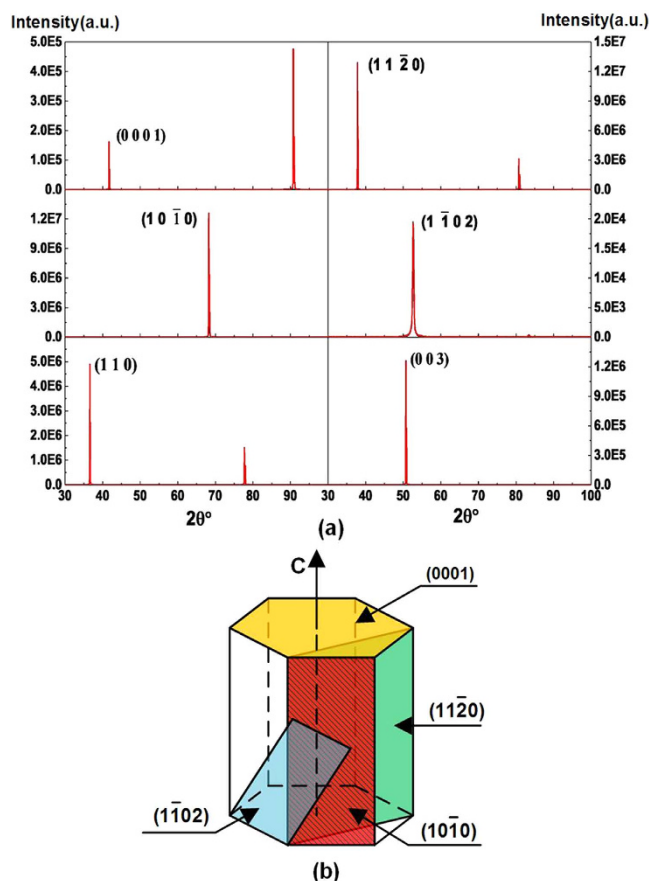 Intensity(a.u.) Intensity(a.u.)
5.0E5 1.5E7
4.0E5 1.2E7
3.0E5 9.0E6
2.0E5 6.0E6
1.0E5 3.0E6
0.0 0.0
(0 0 0 1) (1 1 2̅ 0)
1.2E7 2.0E4
9.0E6 1.5E4
6.0E6 1.0E4
3.0E6 5.0E3
0.0 0.0
(1 0 1̅ 0) (1 1̅ 0 2)
5.0E6 1.2E6
4.0E6 9.0E5
3.0E6 6.0E5
2.0E6 3.0E5
1.0E6 0.0
0.0
(1 1 0) (0 0 3)
30 40 50 60 70 80 90 30 40 50 60 70 80 90 100
2θ° (a) 2θ°
C
(0001)
(112̅0)
(11̅02)
(101̅0)
(b)